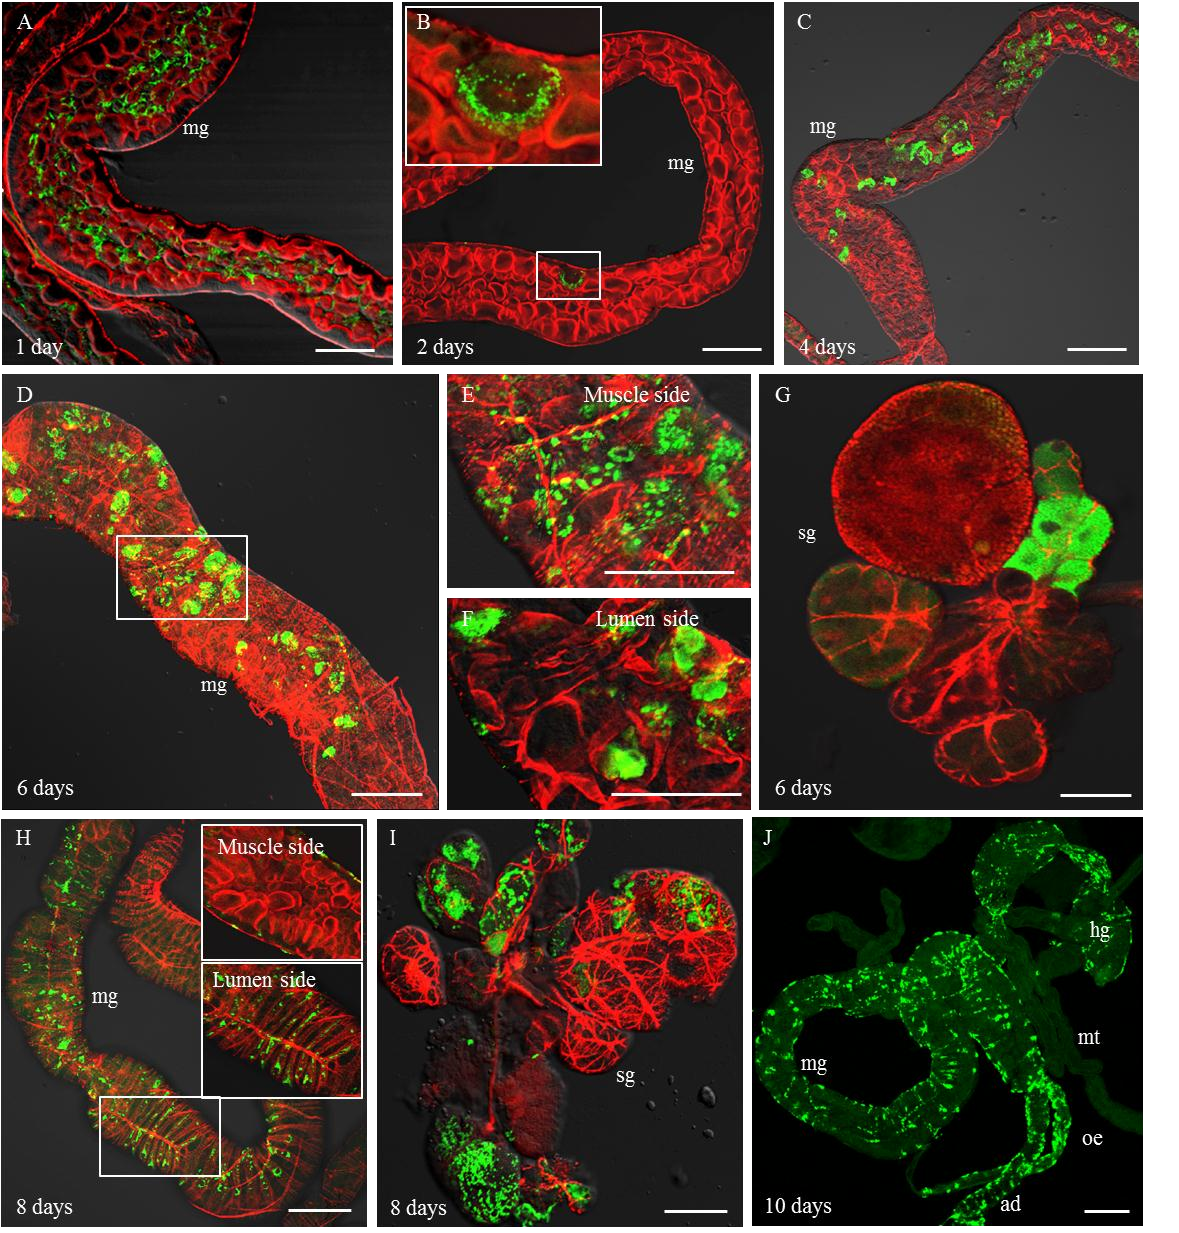 A
mg
1 day
B
mg
2 days
C
mg
4 days
D
mg
6 days
E
Muscle side
F
Lumen side
G
sg
6 days
H
Muscle side
Lumen side
mg
8 days
I
sg
8 days
J
hg
mt
mg
oe
ad
10 days